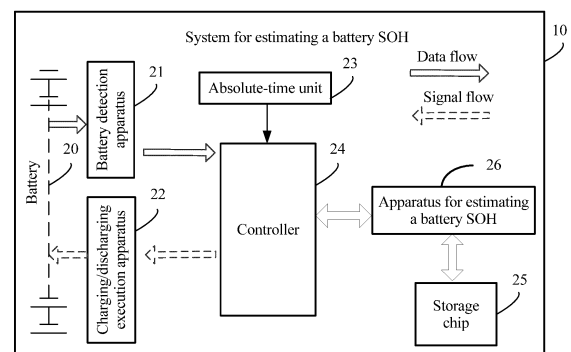 System for estimating a battery SOH
10
21
23
Data flow
Battery detection
apparatus
Absolute-time unit
Signal flow
20
24
26
Battery
22
Controller
Apparatus for estimating
a battery SOH
Charging/discharging
execution apparatus
25
Storage
chip